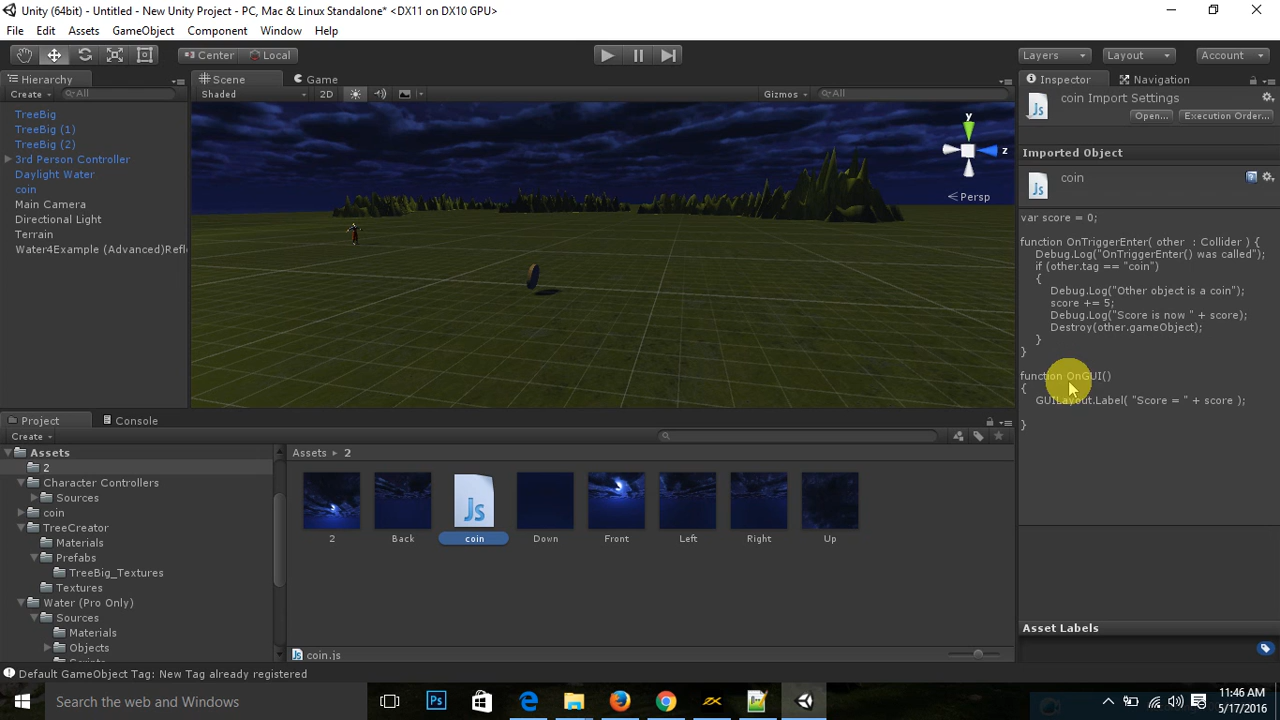 Unity (64bit) - Untitled - New Unity Project - PC, Mac & Linux Standalone* <DX11 on DX10 GPU>
File Edit Assets GameObject Component Window Help
Center Local Layers Layout Account
Hierarchy Scene Game Inspector Navigation
Create All Shaded 2D Gizmos All
coin Import Settings
Open... Execution Order...
TreeBig
TreeBig (1)
TreeBig (2)
3rd Person Controller
Daylight Water
coin
Main Camera
Directional Light
Terrain
Water4Example (Advanced)Refl
y
z
Persp
Imported Object
Js
coin
var score = 0;
function OnTriggerEnter( other : Collider ) {
Debug.Log("OnTriggerEnter() was called");
if (other.tag == "coin")
{
Debug.Log("Other object is a coin");
score += 5;
Debug.Log("Score is now " + score);
Destroy(other.gameObject);
}
}
function OnGUI()
{
GUILayout.Label( "Score = " + score );
}
Project Console
Create
Assets
2
Character Controllers
Sources
coin
TreeCreator
Materials
Prefabs
TreeBig_Textures
Textures
Water (Pro Only)
Sources
Materials
Objects
Assets 2
Js
2 Back coin Down Front Left Right Up
coin.js
Asset Labels
Default GameObject Tag: New Tag already registered
Search the web and Windows
Ps
11:46 AM
5/17/2016